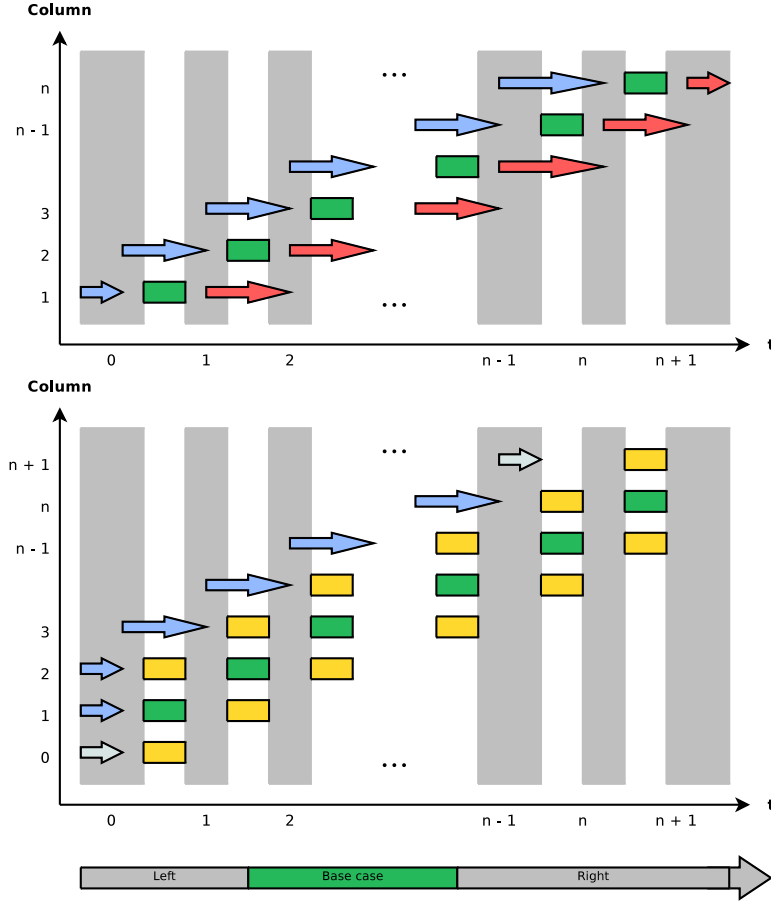 Column
...
n
n - 1
3
2
1
...
0 1 2 n - 1 n n + 1
t
Column
...
n + 1
n
n - 1
3
2
1
0
...
0 1 2 n - 1 n n + 1
t
Left Base case Right